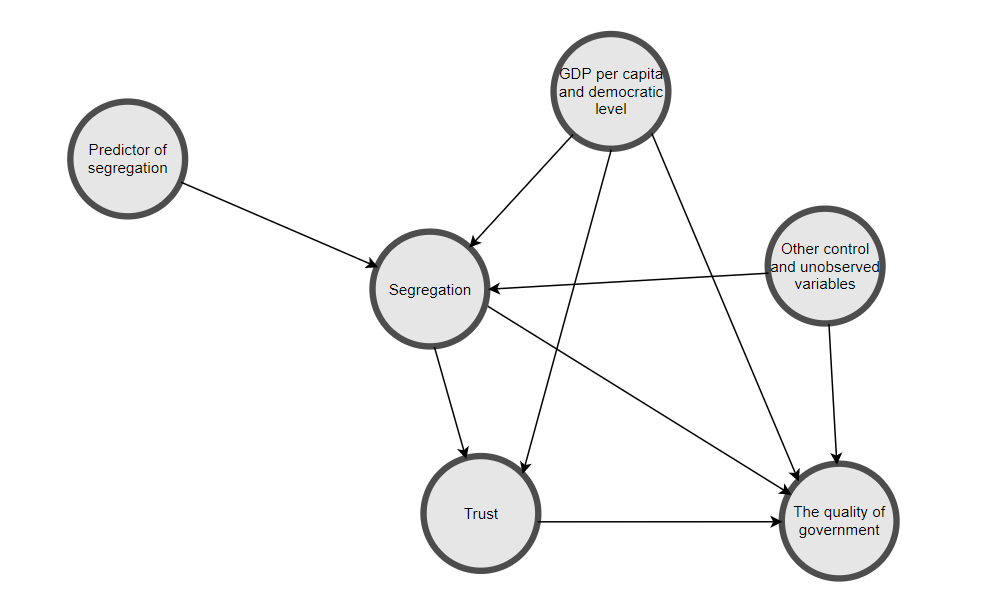 GDP per capita
and democratic
level
Predictor of
segregation
Other control
and unobserved
variables
Segregation
Trust
The quality of
government